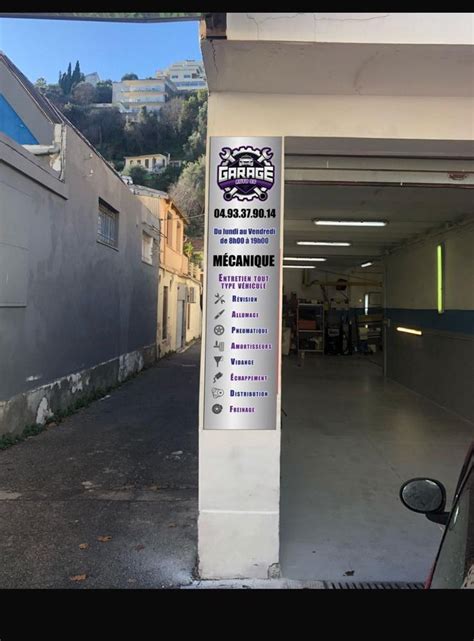 GARAGE
04.93.37.90.14
Du lundi au Vendredi
de 8h00 à 19h00
MÉCANIQUE
ENTRETIEN TOUT
TYPE VÉHICULE
RÉVISION
ALLUMAGE
PNEUMATIQUE
AMORTISSEURS
VIDANGE
ÉCHAPPEMENT
DISTRIBUTION
FREINAGE